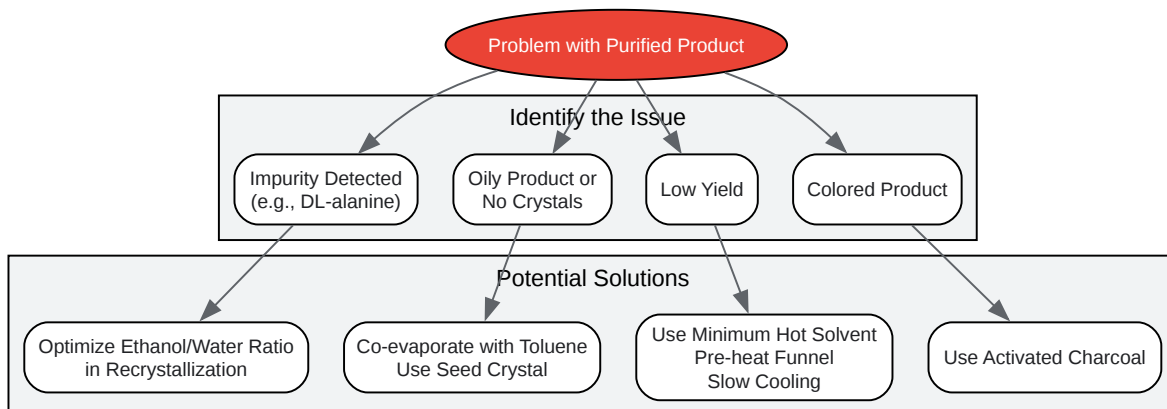 Problem with Purified Product
Identify the Issue
Impurity Detected
(e.g., DL-alanine)
Oily Product or
No Crystals
Low Yield
Colored Product
Potential Solutions
Optimize Ethanol/Water Ratio
in Recrystallization
Co-evaporate with Toluene
Use Seed Crystal
Use Minimum Hot Solvent
Pre-heat Funnel
Slow Cooling
Use Activated Charcoal